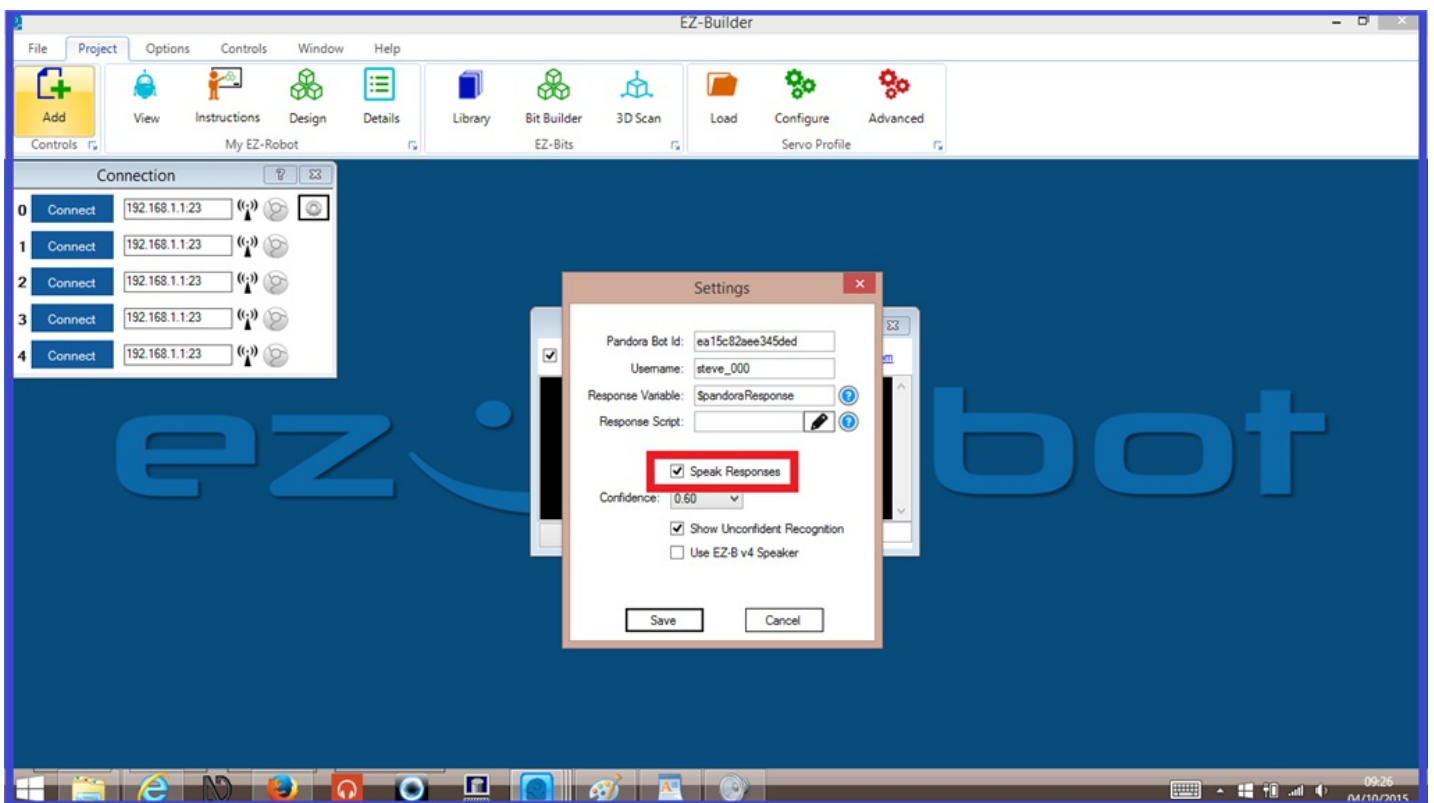 EZ-Builder
File Project Options Controls Window Help
Add View Instructions Design Details Library Bit Builder 3D Scan Load Configure Advanced
Controls My EZ-Robot EZ-Bits Servo Profile
Connection
0 Connect 192.168.1.1:23
1 Connect 192.168.1.1:23
2 Connect 192.168.1.1:23
3 Connect 192.168.1.1:23
4 Connect 192.168.1.1:23
ez bot
Settings
Pandora Bot Id: ea15c82aee345ded
Username: steve_000
Response Variable: $pandoraResponse
Response Script:
Speak Responses
Confidence: 0.60
Show Unconfident Recognition
Use EZ-B v4 Speaker
Save Cancel
09:26
04/10/2015